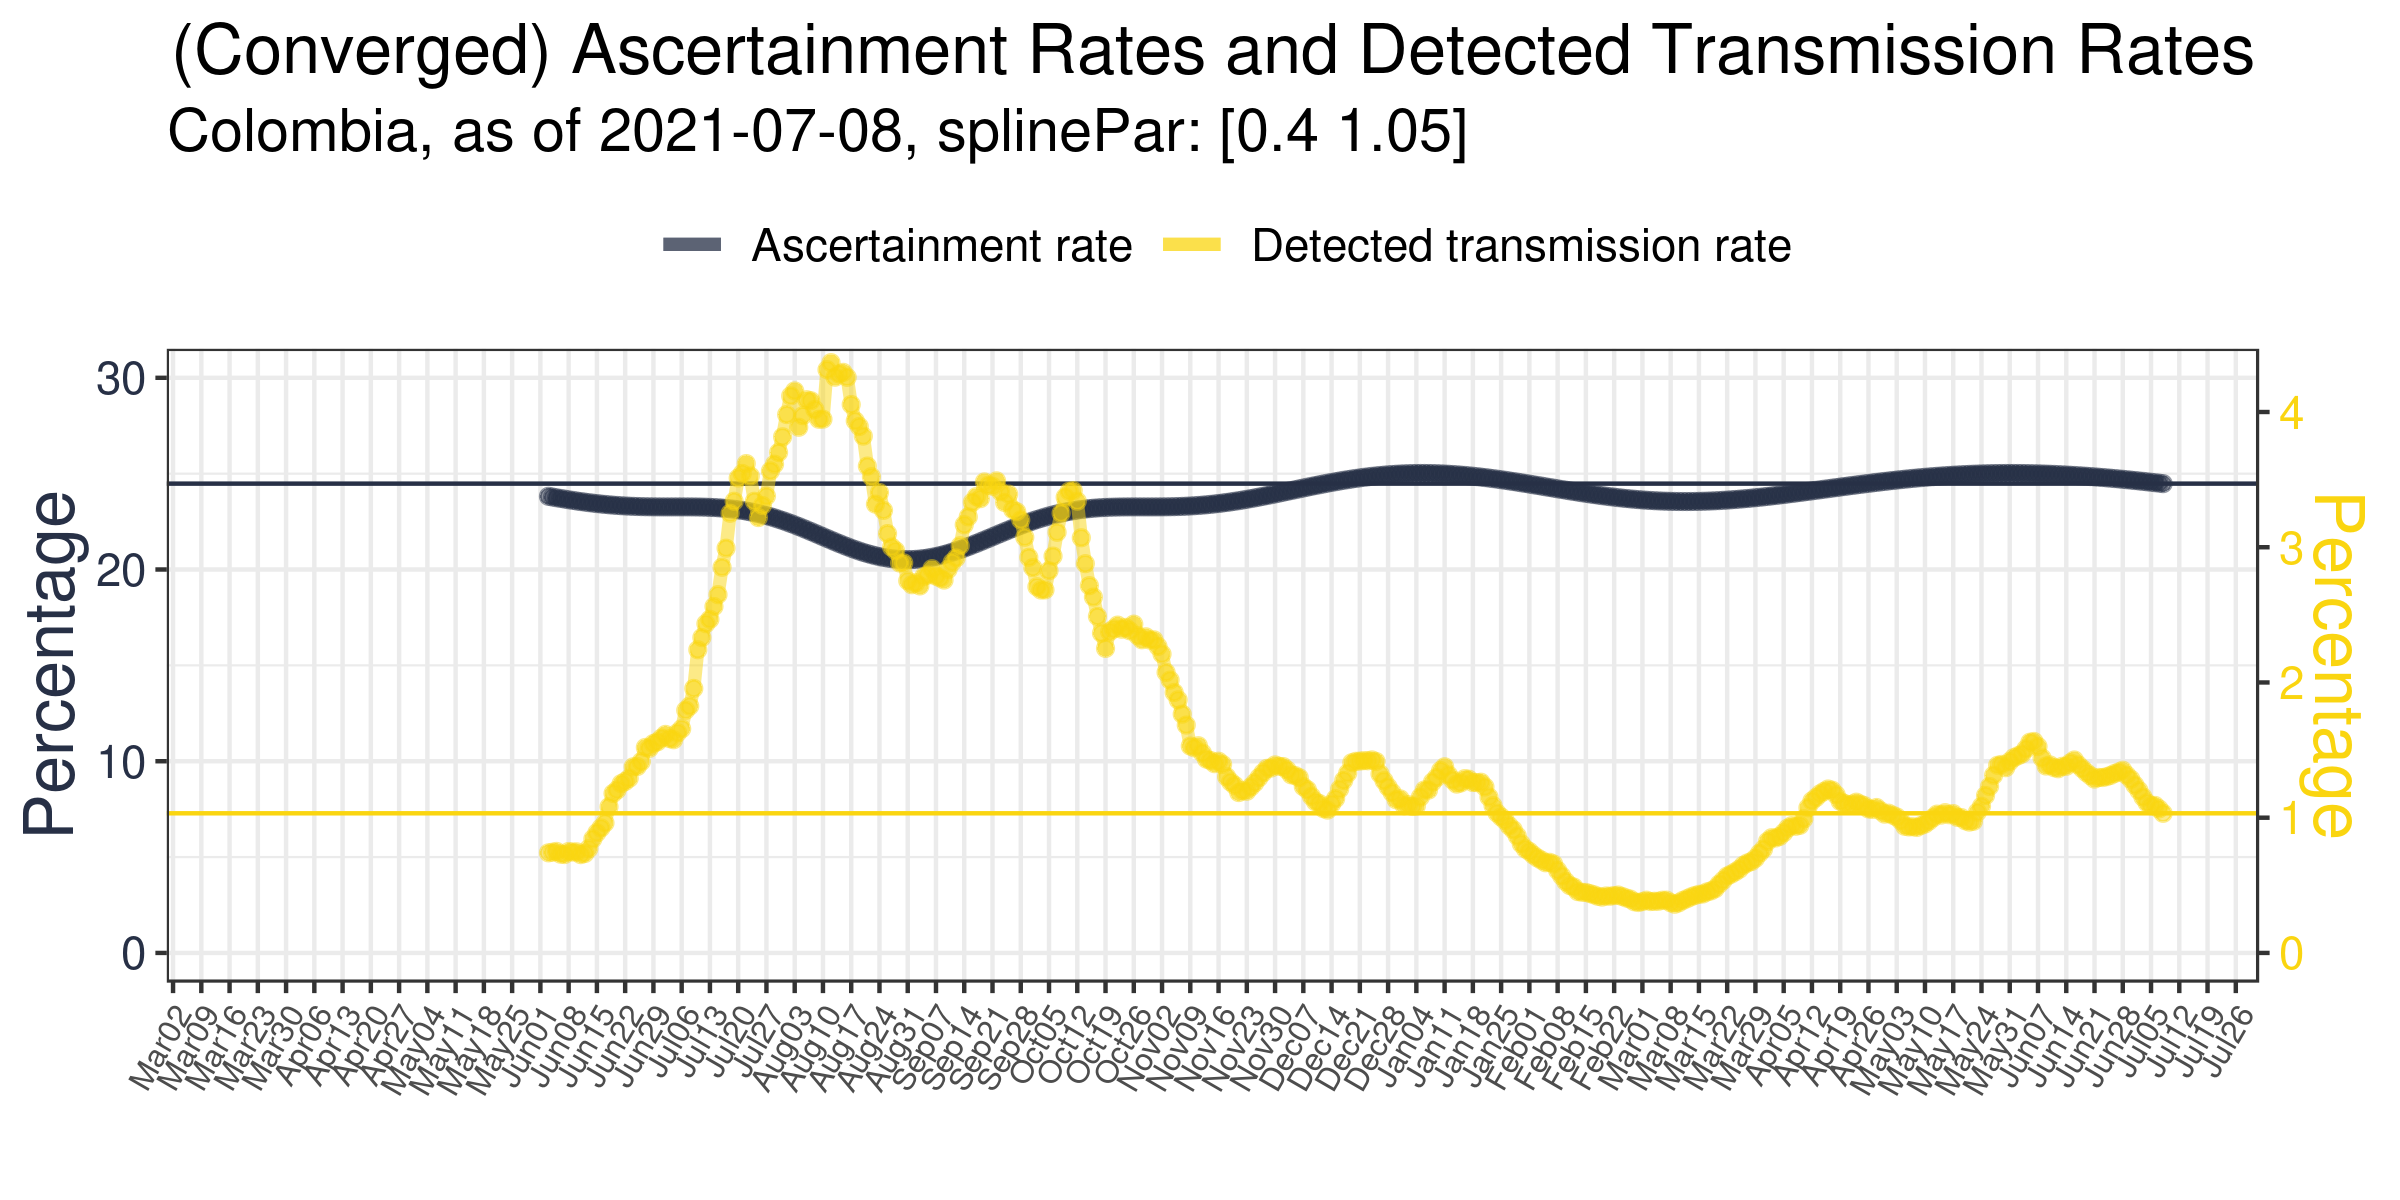 (Converged) Ascertainment Rates and Detected Transmission Rates
Colombia, as of 2021-07-08, splinePar: [0.4 1.05]
Ascertainment rate
Detected transmission rate
Percentage
30
20
10
0
4
3
2
1
0
Percentage
Mar02
Mar09
Mar16
Mar23
Mar30
Apr06
Apr13
Apr20
Apr27
May04
May11
May18
May25
Jun01
Jun08
Jun15
Jun22
Jun29
Jul06
Jul13
Jul20
Jul27
Aug03
Aug10
Aug17
Aug24
Aug31
Sep07
Sep14
Sep21
Sep28
Oct05
Oct12
Oct19
Oct26
Nov02
Nov09
Nov16
Nov23
Nov30
Dec07
Dec14
Dec21
Dec28
Jan04
Jan11
Jan18
Jan25
Feb01
Feb08
Feb15
Feb22
Mar01
Mar08
Mar15
Mar22
Mar29
Apr05
Apr12
Apr19
Apr26
May03
May10
May17
May24
May31
Jun07
Jun14
Jun21
Jun28
Jul05
Jul12
Jul19
Jul26